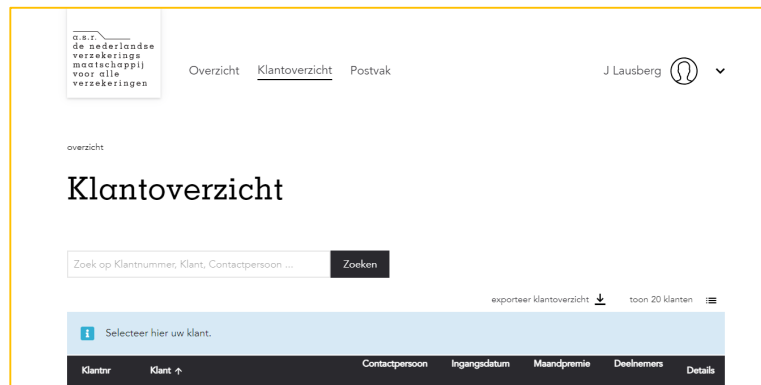 a.s.r.
de nederlandse
verzekerings
maatschappij
voor alle
verzekeringen
Overzicht Klantoverzicht Postvak J Lausberg
overzicht
Klantoverzicht
Zoek op Klantnummer, Klant, Contactpersoon ... Zoeken
exporteer klantoverzicht toon 20 klanten
i Selecteer hier uw klant.
Klantnr Klant ↑ Contactpersoon Ingangsdatum Maandpremie Deelnemers Details